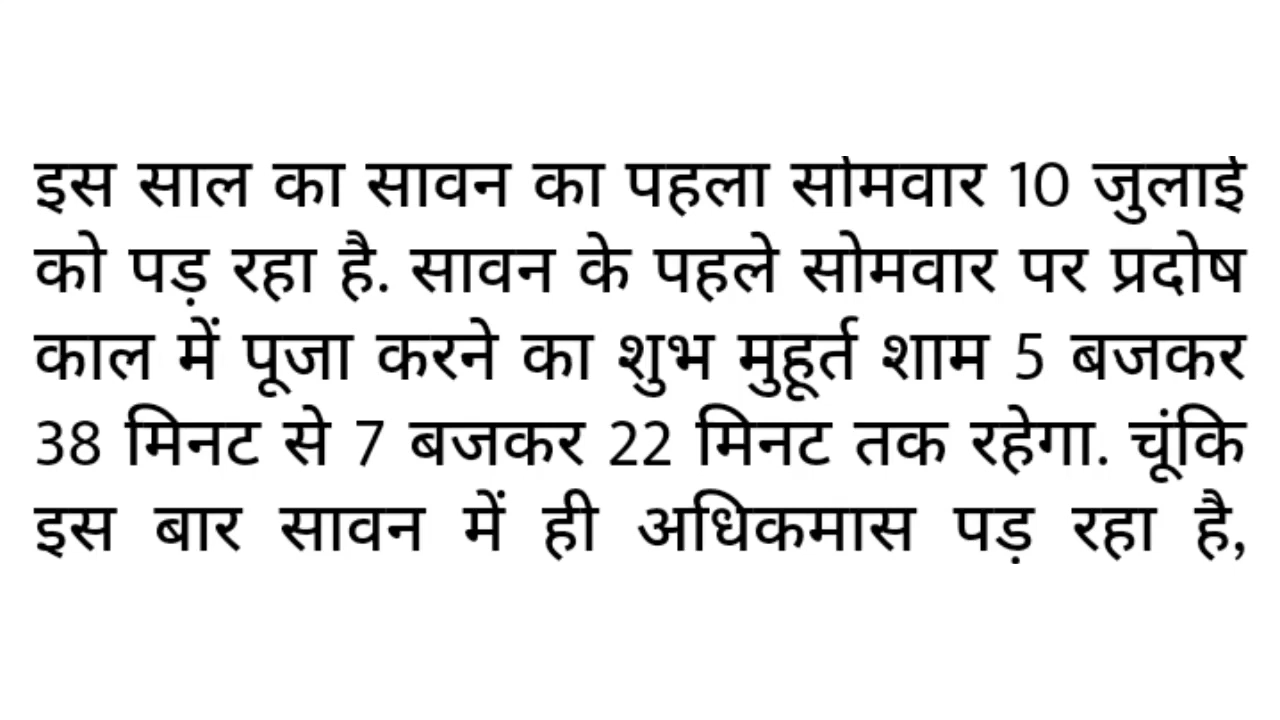 इस साल का सावन का पहला सोमवार 10 जुलाई
को पड़ रहा है. सावन के पहले सोमवार पर प्रदोष
काल में पूजा करने का शुभ मुहूर्त शाम 5 बजकर
38 मिनट से 7 बजकर 22 मिनट तक रहेगा. चूंकि
इस बार सावन में ही अधिकमास पड़ रहा है,